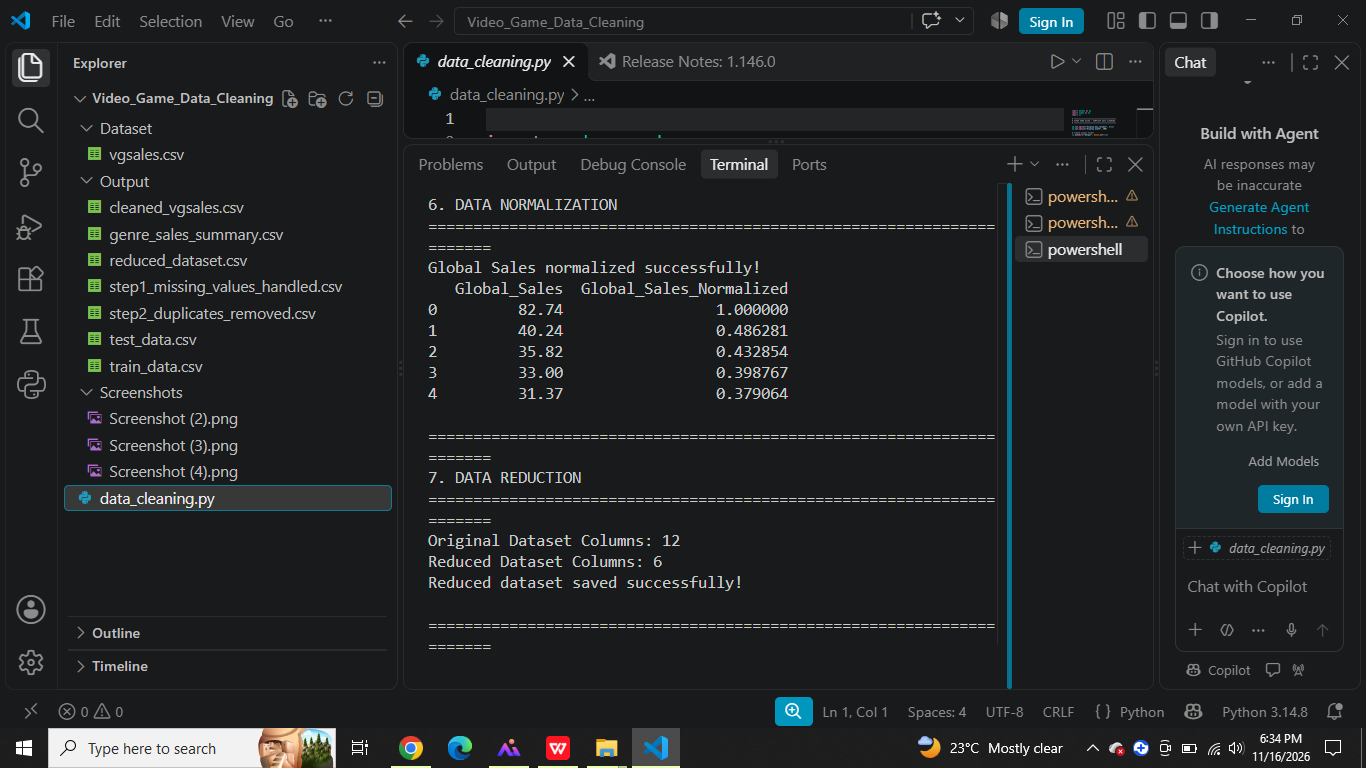 File Edit Selection View Go ···
Video_Game_Data_Cleaning
Sign In
Explorer
Video_Game_Data_Cleaning
Dataset
vgsales.csv
Output
cleaned_vgsales.csv
genre_sales_summary.csv
reduced_dataset.csv
step1_missing_values_handled.csv
step2_duplicates_removed.csv
test_data.csv
train_data.csv
Screenshots
Screenshot (2).png
Screenshot (3).png
Screenshot (4).png
data_cleaning.py
Outline
Timeline
data_cleaning.py
Release Notes: 1.146.0
data_cleaning.py > ...
1
Problems Output Debug Console Terminal Ports
6. DATA NORMALIZATION
===============================================================
=======
Global Sales normalized successfully!
Global_Sales Global_Sales_Normalized
0 82.74 1.000000
1 40.24 0.486281
2 35.82 0.432854
3 33.00 0.398767
4 31.37 0.379064
===============================================================
=======
7. DATA REDUCTION
===============================================================
=======
Original Dataset Columns: 12
Reduced Dataset Columns: 6
Reduced dataset saved successfully!
===============================================================
=======
powersh...
powersh...
powershell
Chat
Build with Agent
AI responses may
be inaccurate
Generate Agent
Instructions to
Choose how you
want to use
Copilot.
Sign in to use
GitHub Copilot
models, or add a
model with your
own API key.
Add Models
Sign In
data_cleaning.py
Chat with Copilot
Copilot
0 0
Ln 1, Col 1 Spaces: 4 UTF-8 CRLF {} Python Python 3.14.8
Type here to search
23°C Mostly clear
6:34 PM
11/16/2026